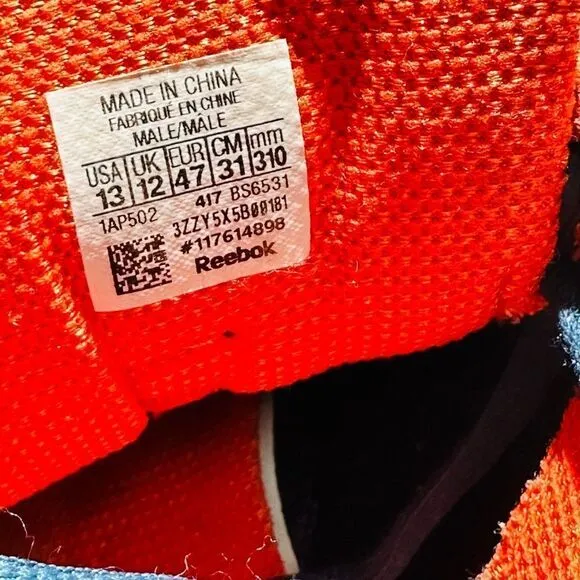 MADE IN CHINA
FABRIQUÉ EN CHINE
MALE/MALE
USA UK EUR CM mm
13 12 47 31 310
1AP502 417 BS6531
3ZZY5X5B00181
#117614898
Reebok